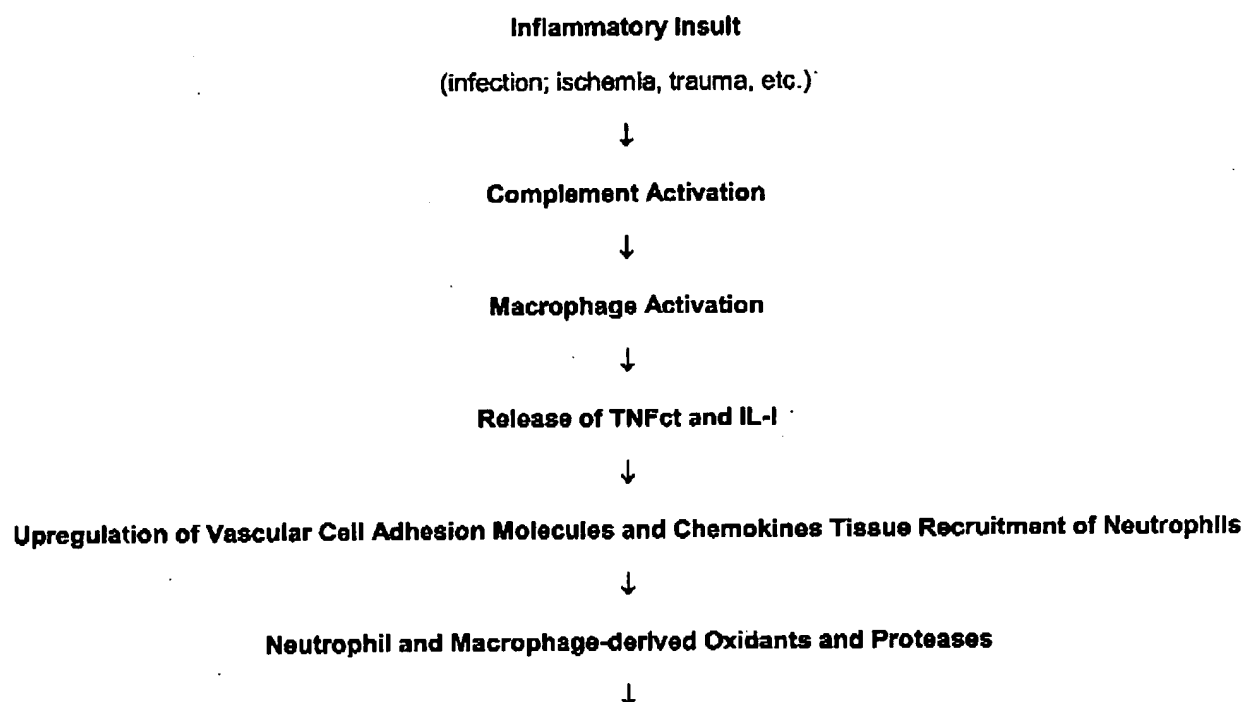 Inflammatory Insult
(infection; ischemia, trauma, etc.)
↓
Complement Activation
↓
Macrophage Activation
↓
Release of TNFct and IL-I
↓
Upregulation of Vascular Cell Adhesion Molecules and Chemokines Tissue Recruitment of Neutrophils
↓
Neutrophil and Macrophage-derived Oxidants and Proteases
↓